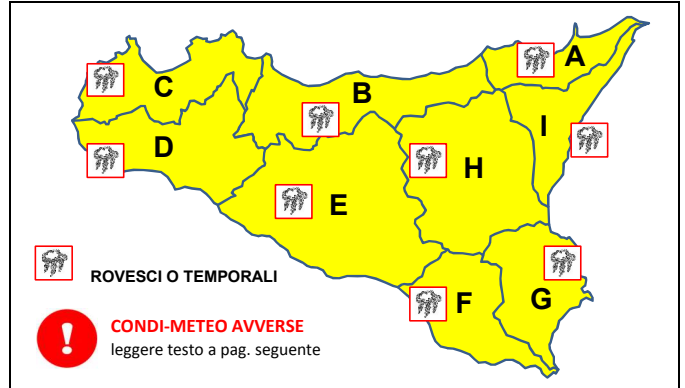 A
C
B
I
D
H
E
F
G
ROVESCI O TEMPORALI
CONDI-METEO AVVERSE
leggere testo a pag. seguente